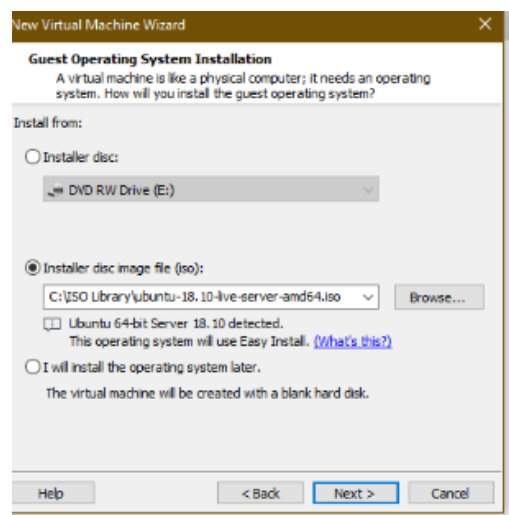 New Virtual Machine Wizard
Guest Operating System Installation
A virtual machine is like a physical computer; it needs an operating
system. How will you install the guest operating system?
Install from:
Installer disc:
DVD RW Drive (E:)
Installer disc image file (iso):
C:\ISO Library\ubuntu-18.10-live-server-amd64.iso
Browse...
Ubuntu 64-bit Server 18.10 detected.
This operating system will use Easy Install. (What's this?)
I will install the operating system later.
The virtual machine will be created with a blank hard disk.
Help
< Back
Next >
Cancel